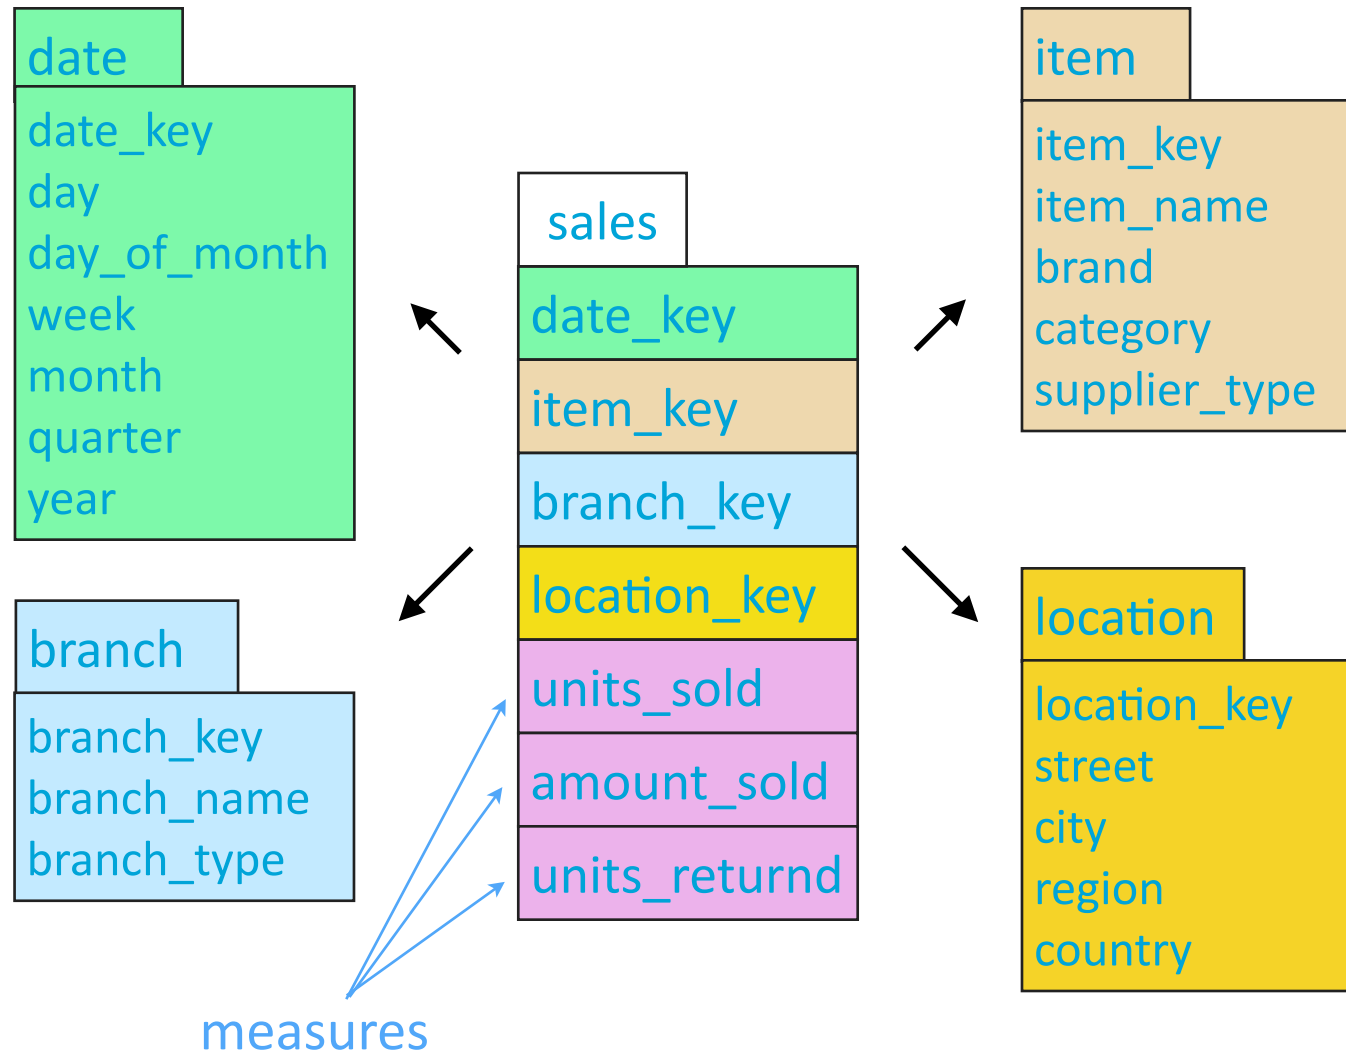 date
date_key
day
day_of_month
week
month
quarter
year
branch
branch_key
branch_name
branch_type
sales
date_key
item_key
branch_key
location_key
units_sold
amount_sold
units_returnd
measures
item
item_key
item_name
brand
category
supplier_type
location
location_key
street
city
region
country